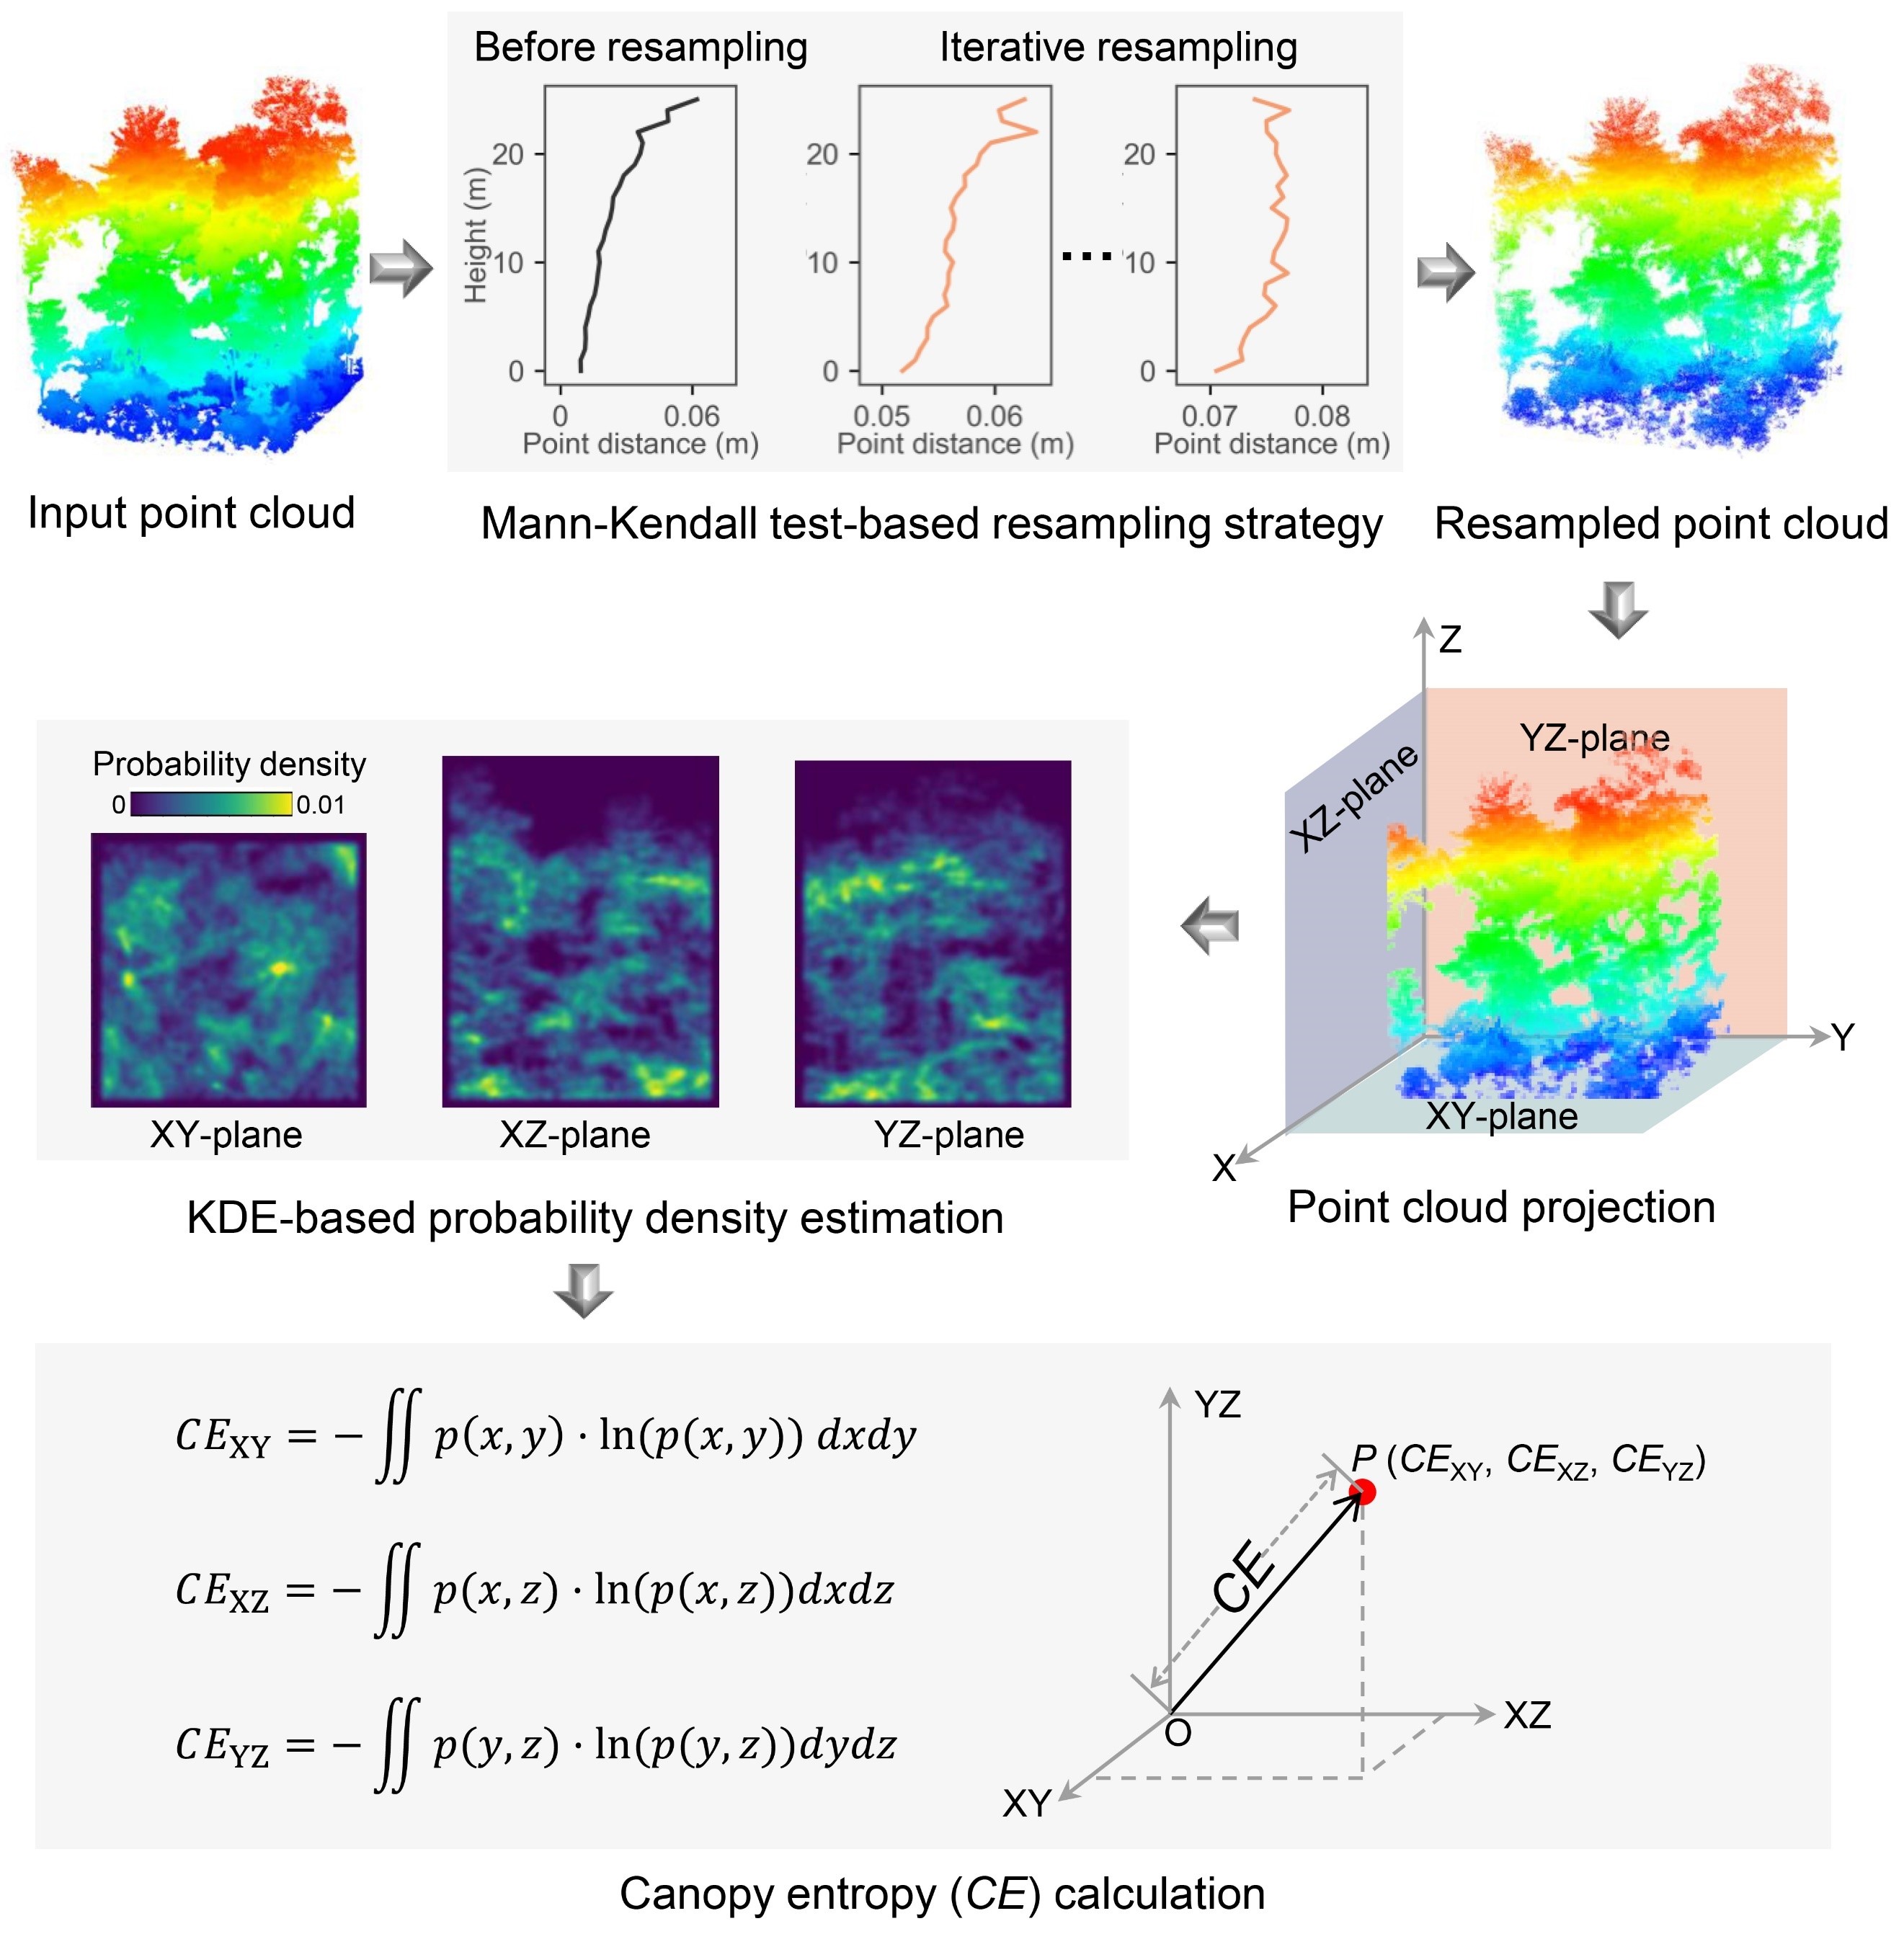 Before resampling
Iterative resampling
Height (m)
20
10
0
0
0.06
Point distance (m)
20
10
0
0.05
0.06
Point distance (m)
...
20
10
0
0.07
0.08
Point distance (m)
Input point cloud
Mann-Kendall test-based resampling strategy
Resampled point cloud
Z
YZ-plane
XZ-plane
Y
XY-plane
X
Point cloud projection
Probability density
0
0.01
XY-plane
XZ-plane
YZ-plane
KDE-based probability density estimation
CE_XY = − ∬ p(x, y) · ln(p(x, y)) dxdy
CE_XZ = − ∬ p(x, z) · ln(p(x, z))dxdz
CE_YZ = − ∬ p(y, z) · ln(p(y, z))dydz
YZ
P (CE_XY, CE_XZ, CE_YZ)
CE
O
XZ
XY
Canopy entropy (CE) calculation